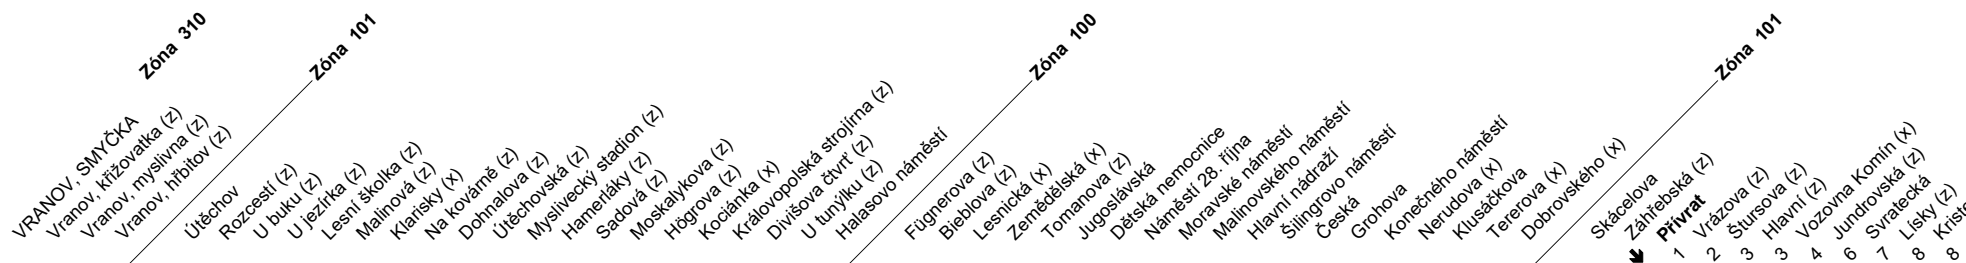 Zóna 310
VRANOV, SMYČKA
Vranov, křižovatka (z)
Vranov, myslivna (z)
Vranov, hřbitov (z)
Zóna 101
Útěchov
Rozcestí (z)
U buku (z)
U jezírka (z)
Lesní školka (z)
Malinová (z)
Klarisky (x)
Na kovárně (z)
Dohnalova (z)
Útěchovská (z)
Myslivecký stadion (z)
Hamerláky (z)
Sadová (z)
Moskalykova (z)
Högrova (z)
Kociánka (x)
Královopolská strojírna (z)
Divišova čtvrť (z)
U tunýlku (z)
Halasovo náměstí
Zóna 100
Fügnerova (z)
Bieblova (z)
Lesnická (x)
Zemědělská (x)
Tomanova (z)
Jugoslávská
Dětská nemocnice
Náměstí 28. října
Moravské náměstí
Malinovského náměstí
Hlavní nádraží
Šilingrovo náměstí
Česká
Grohova
Konečného náměstí
Nerudova (x)
Klusáčkova
Tererova (x)
Dobrovského (x)
Zóna 101
Skácelova
Záhřebská (z)
Přívrat
1 Vrázova (z)
2 Štursova (z)
3 Hlavní (z)
3 Vozovna Komín (x)
4 Jundrovská (z)
6 Svratecká
7 Lísky (z)
8
8